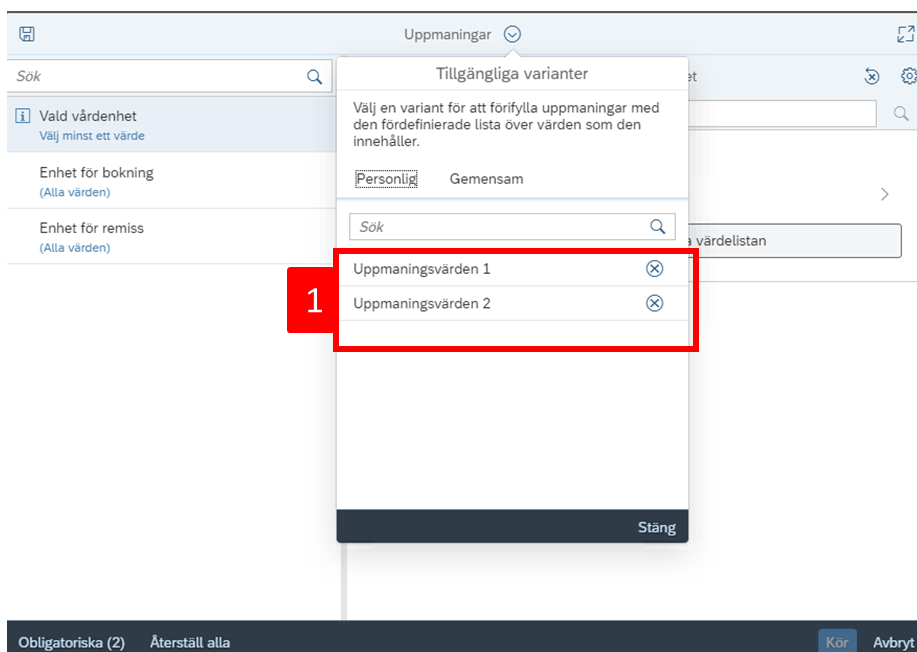 Uppmaningar
Sök
Vald vårdenhet
Välj minst ett värde
Enhet för bokning
(Alla värden)
Enhet för remiss
(Alla värden)
Tillgängliga varianter
Välj en variant för att förifylla uppmaningar med
den fördefinierade lista över värden som den
innehåller.
Personlig Gemensam
Sök
1
Uppmaningsvärden 1
Uppmaningsvärden 2
Stäng
värdelistan
Obligatoriska (2) Återställ alla
Kör Avbryt